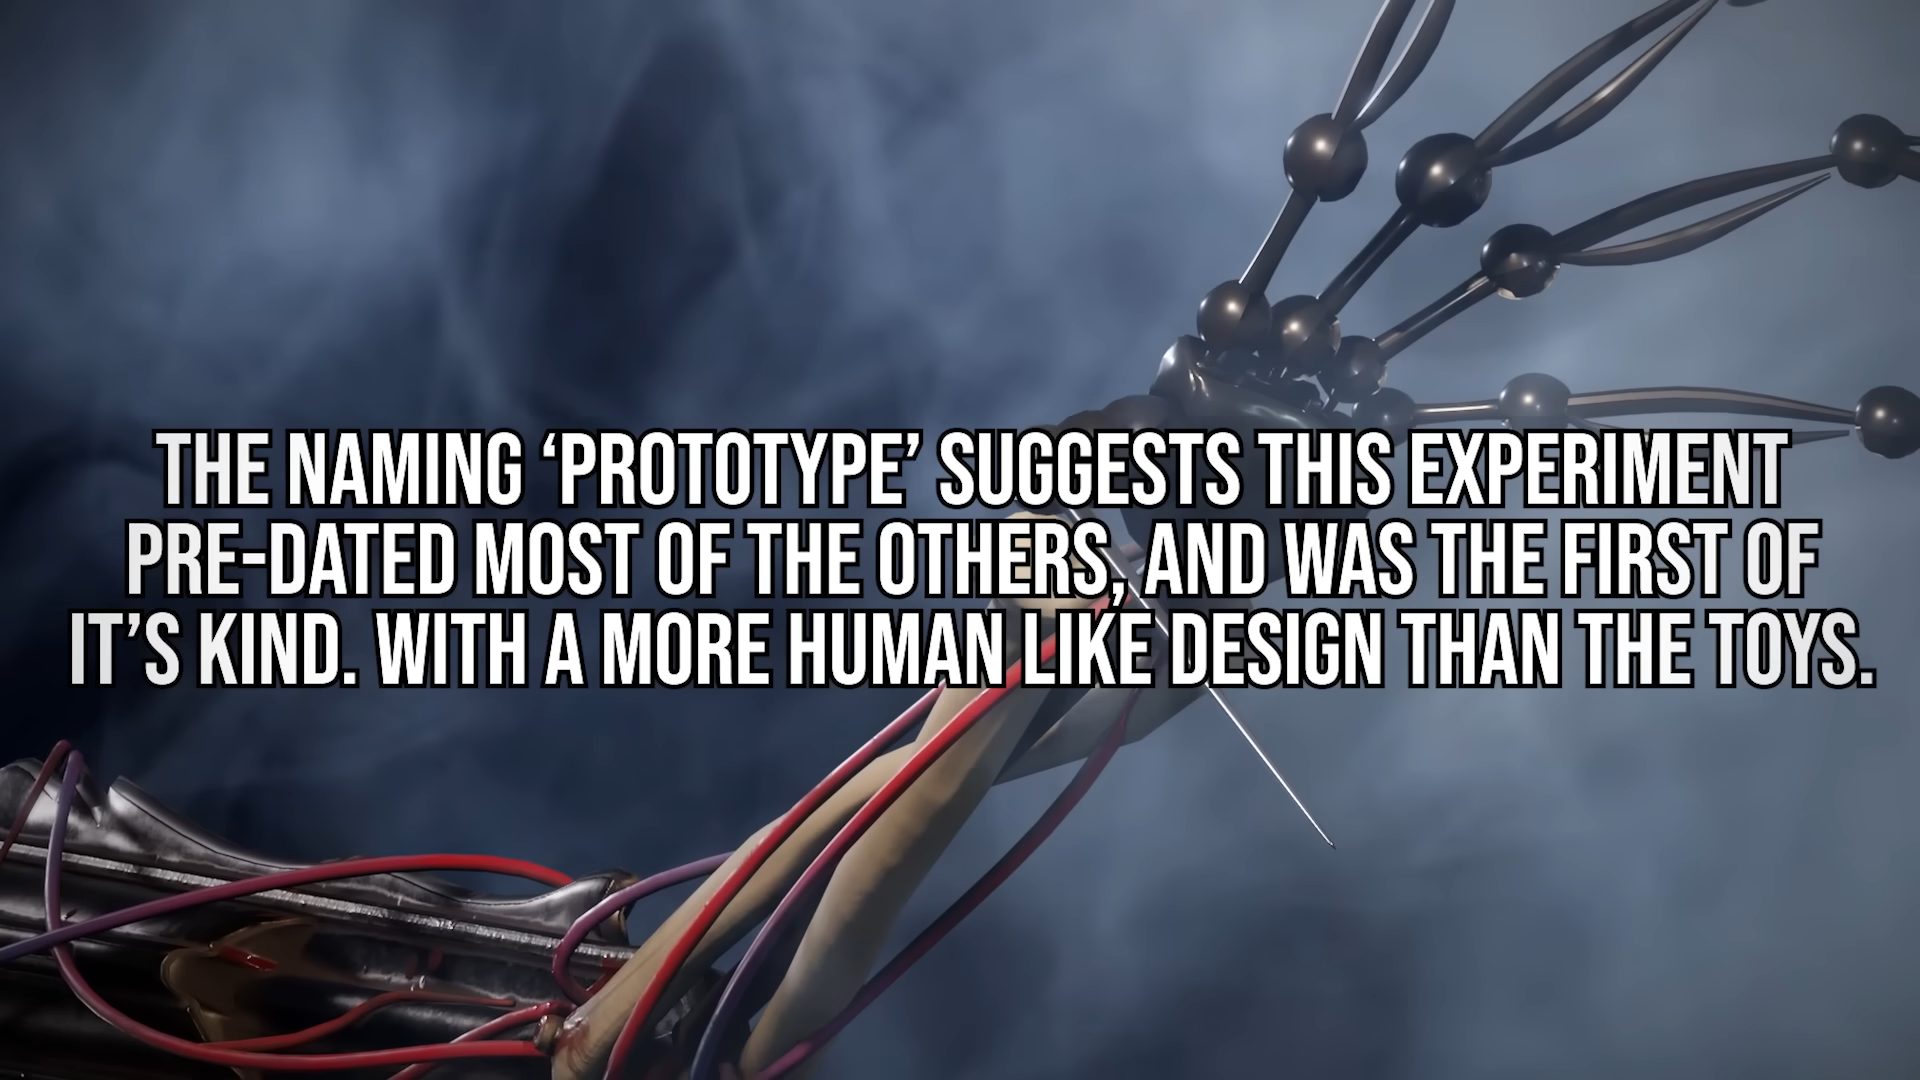 THE NAMING ‘PROTOTYPE’ SUGGESTS THIS EXPERIMENT
PRE-DATED MOST OF THE OTHERS, AND WAS THE FIRST OF
IT’S KIND. WITH A MORE HUMAN LIKE DESIGN THAN THE TOYS.